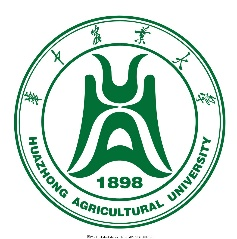 華中農業大學
1898
HUAZHONG AGRICULTURAL UNIVERSITY